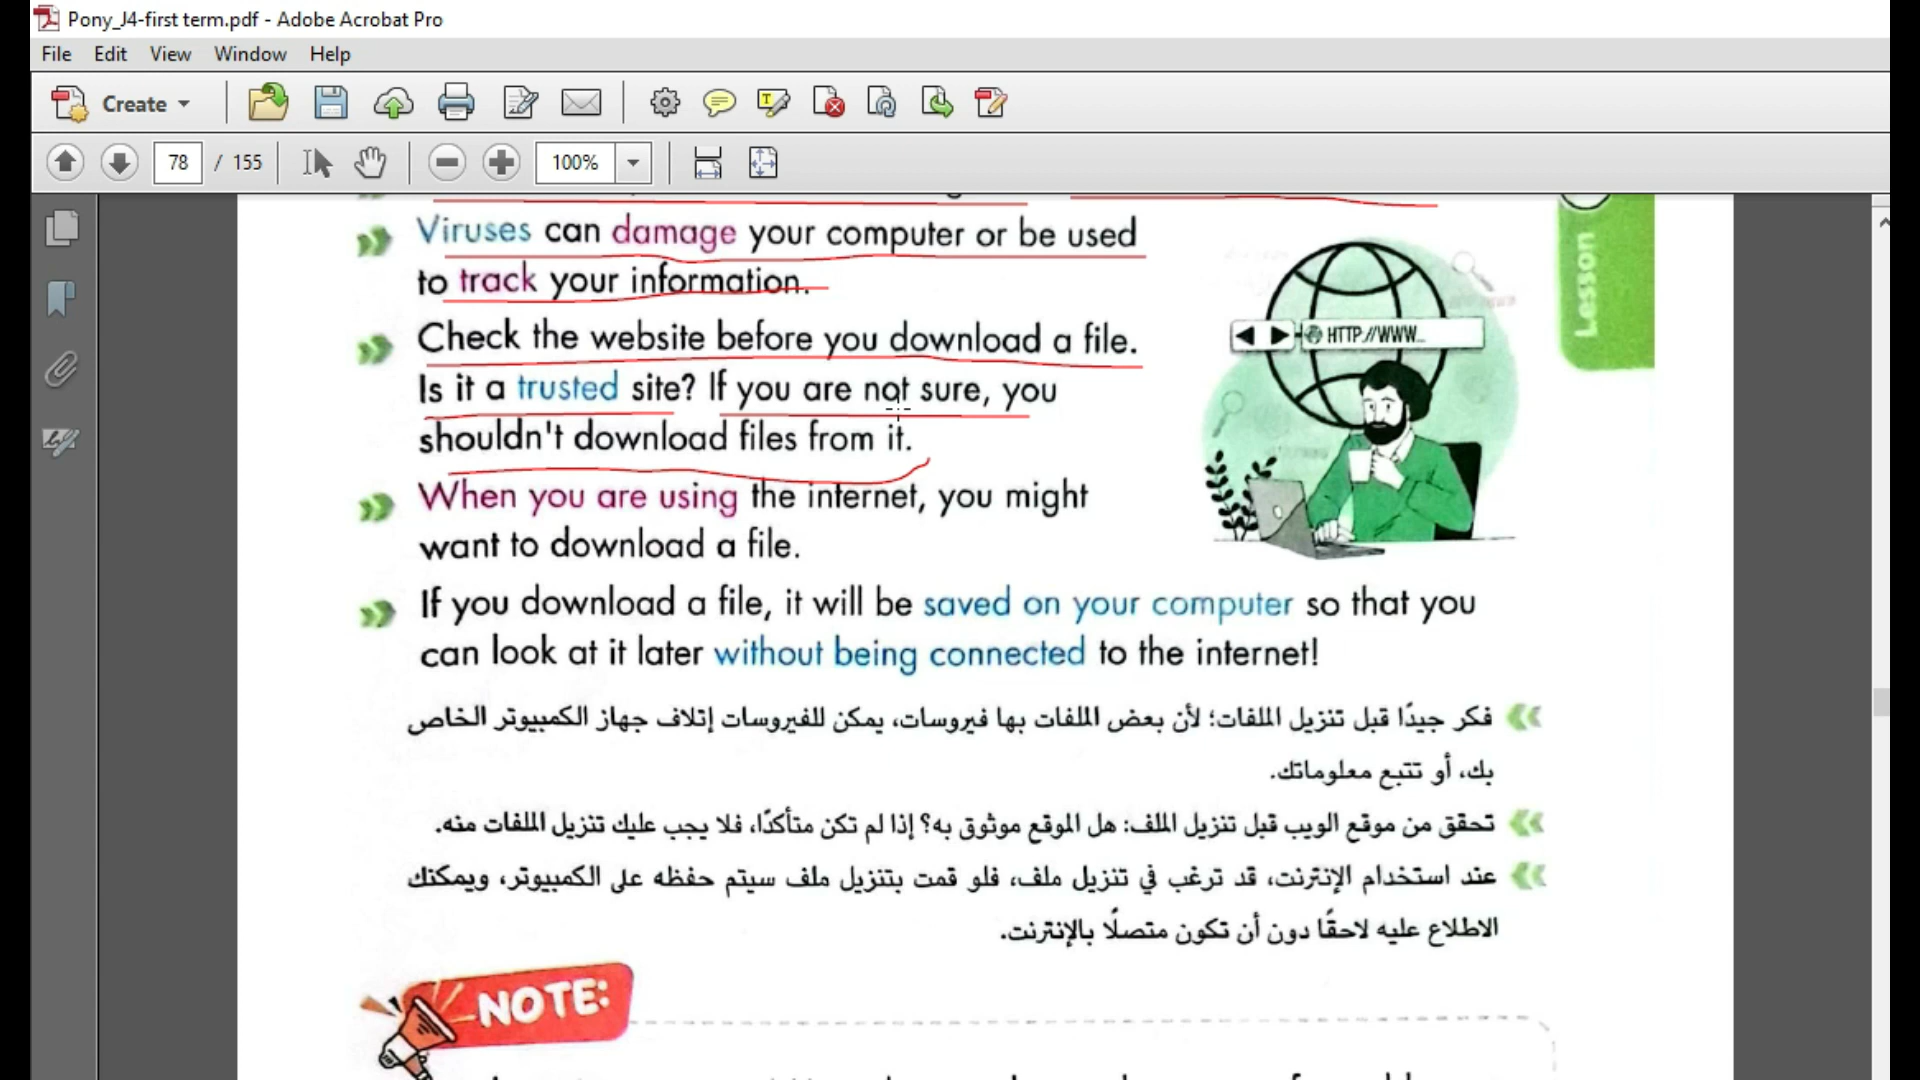 Pony_J4-first term.pdf - Adobe Acrobat Pro
File Edit View Window Help
Create
78 / 155 100%
Viruses can damage your computer or be used
to track your information.
Check the website before you download a file.
Is it a trusted site? If you are not sure, you
shouldn't download files from it.
When you are using the internet, you might
want to download a file.
If you download a file, it will be saved on your computer so that you
can look at it later without being connected to the internet!
HTTP://WWW...
Lesson
فكر جيدًا قبل تنزيل الملفات؛ لأن بعض الملفات بها فيروسات، يمكن للفيروسات إتلاف جهاز الكمبيوتر الخاص
بك، أو تتبع معلوماتك.
تحقق من موقع الويب قبل تنزيل الملف: هل الموقع موثوق به؟ إذا لم تكن متأكدًا، فلا يجب عليك تنزيل الملفات منه.
عند استخدام الإنترنت، قد ترغب في تنزيل ملف، فلو قمت بتنزيل ملف سيتم حفظه على الكمبيوتر، ويمكنك
الاطلاع عليه لاحقًا دون أن تكون متصلًا بالإنترنت.
NOTE: